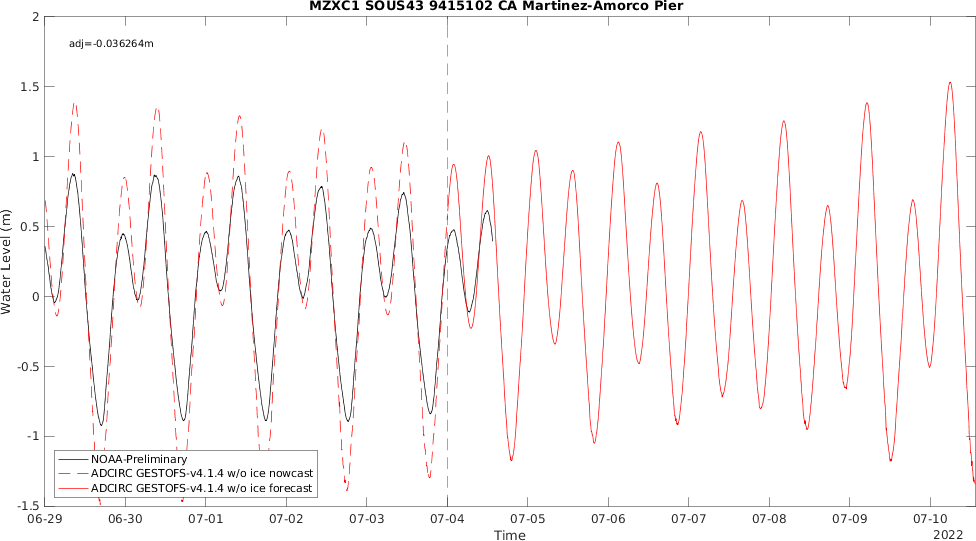 MZXC1 SOUS43 9415102 CA Martinez-Amorco Pier
adj=-0.036264m
2
1.5
1
0.5
0
-0.5
-1
-1.5
Water Level (m)
NOAA-Preliminary
ADCIRC GESTOFS-v4.1.4 w/o ice nowcast
ADCIRC GESTOFS-v4.1.4 w/o ice forecast
06-29 06-30 07-01 07-02 07-03 07-04 07-05 07-06 07-07 07-08 07-09 07-10
Time
2022